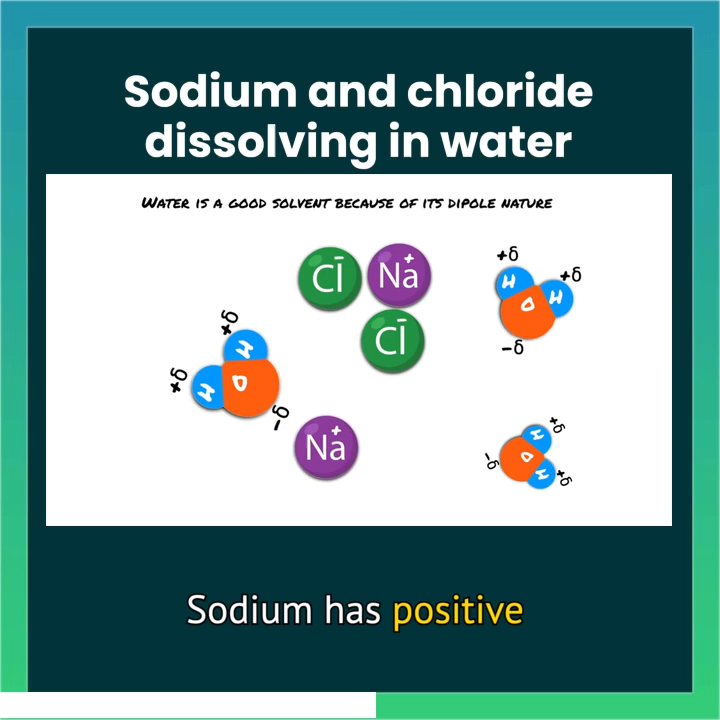 Sodium and chloride
dissolving in water
WATER IS A GOOD SOLVENT BECAUSE OF ITS DIPOLE NATURE
Cl⁻ Na⁺
Cl⁻
Na⁺
+δ
H
+δ
H
O
-δ
+δ
H
+δ
H
O
-δ
+δ
H
O
-δ
H
+δ
Sodium has positive